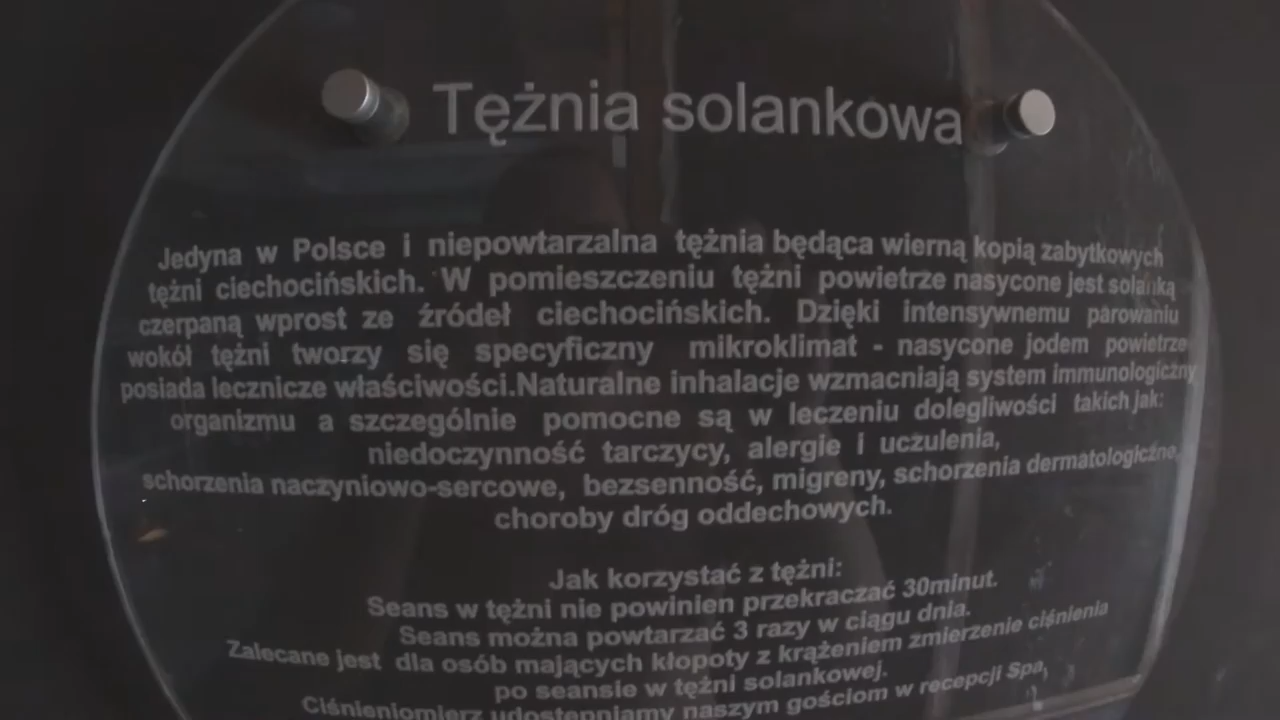 Tężnia solankowa
Jedyna w Polsce i niepowtarzalna tężnia będąca wierną kopią zabytkowych
tężni ciechocińskich. W pomieszczeniu tężni powietrze nasycone jest solanką
czerpaną wprost ze źródeł ciechocińskich. Dzięki intensywnemu parowaniu
wokół tężni tworzy się specyficzny mikroklimat - nasycone jodem powietrze
posiada lecznicze właściwości.Naturalne inhalacje wzmacniają system immunologiczny
organizmu a szczególnie pomocne są w leczeniu dolegliwości takich jak:
niedoczynność tarczycy, alergie i uczulenia,
schorzenia naczyniowo-sercowe, bezsenność, migreny, schorzenia dermatologiczne,
choroby dróg oddechowych.
Jak korzystać z tężni:
Seans w tężni nie powinien przekraczać 30minut.
Seans można powtarzać 3 razy w ciągu dnia.
Zalecane jest dla osób mających kłopoty z krążeniem zmierzenie ciśnienia
po seansie w tężni solankowej.
Ciśnieniomierz udostępniamy naszym gościom w recepcji Spa,